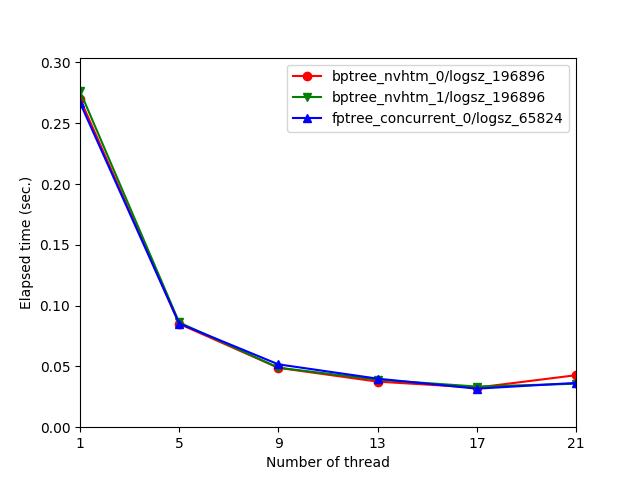 0.30
0.25
0.20
0.15
0.10
0.05
0.00
Elapsed time (sec.)
bptree_nvhtm_0/logsz_196896
bptree_nvhtm_1/logsz_196896
fptree_concurrent_0/logsz_65824
1 5 9 13 17 21
Number of thread